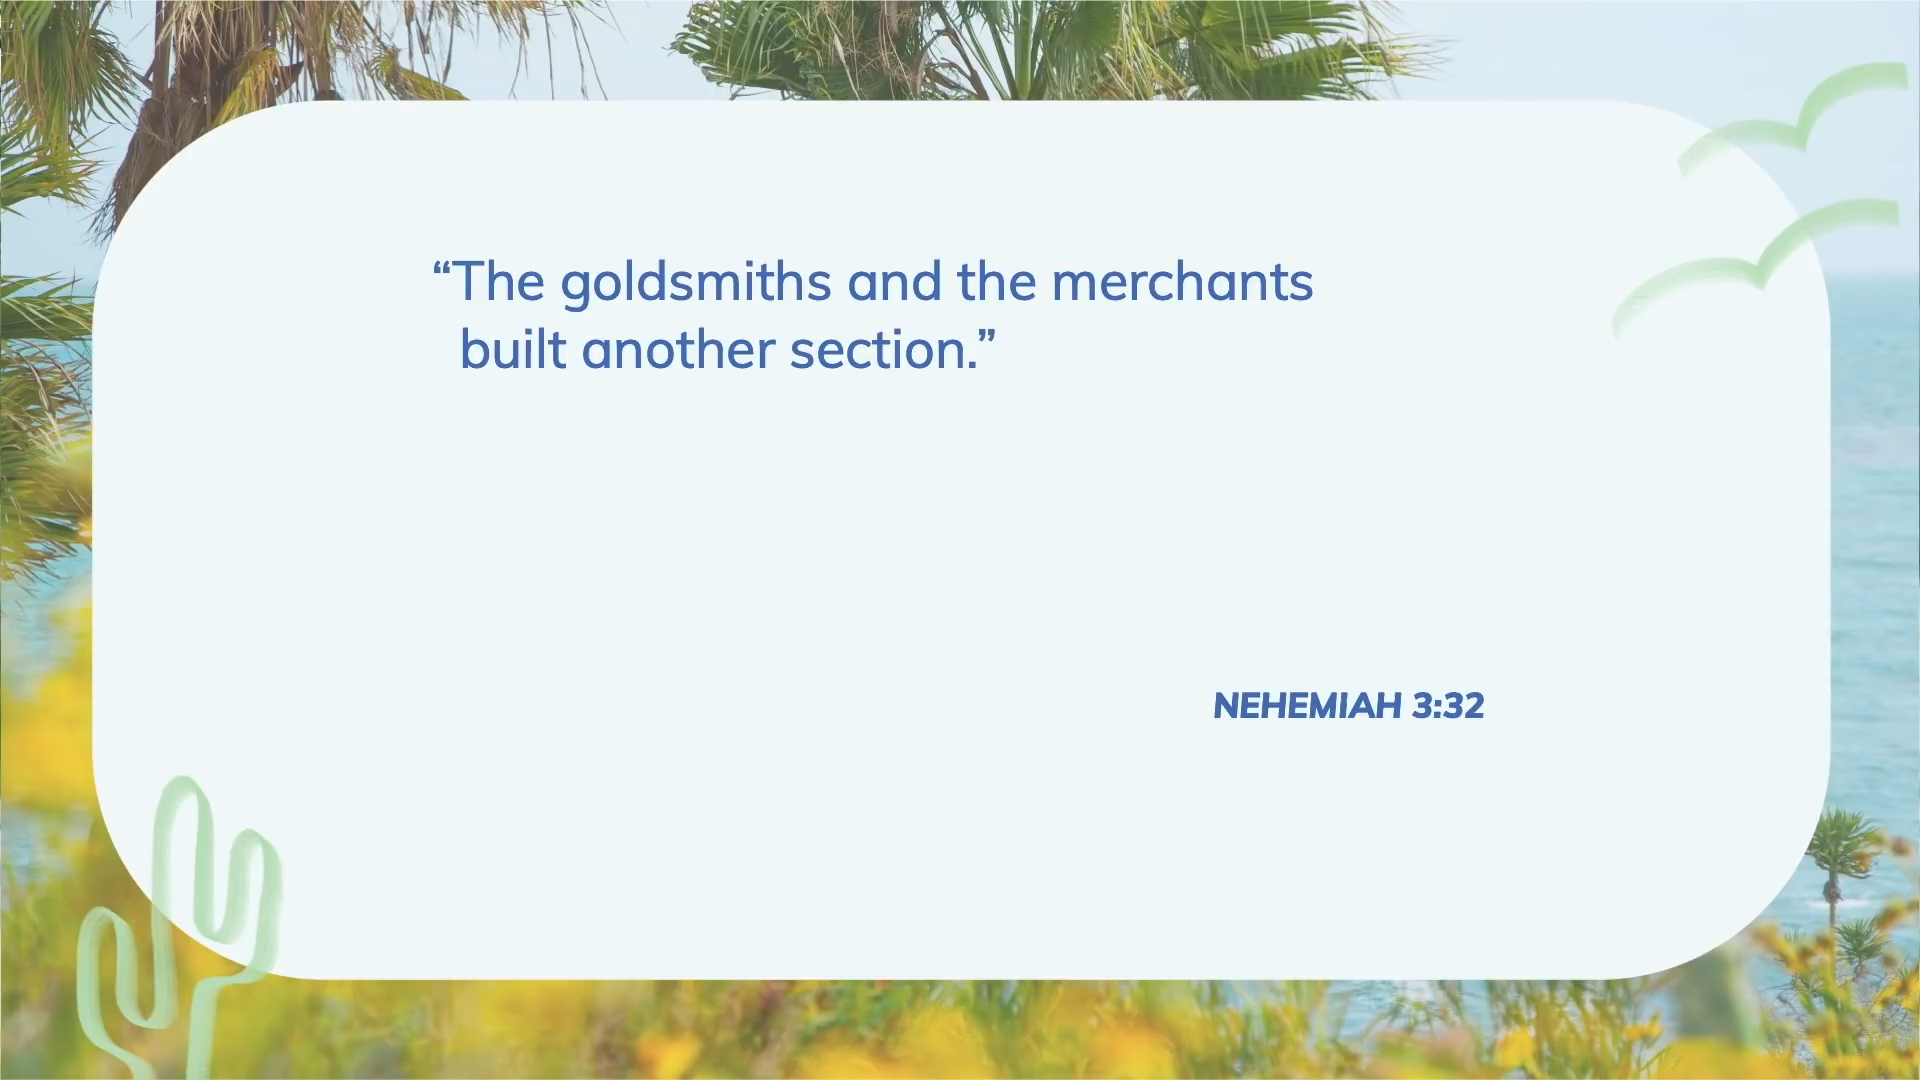 “The goldsmiths and the merchants
built another section.”
NEHEMIAH 3:32